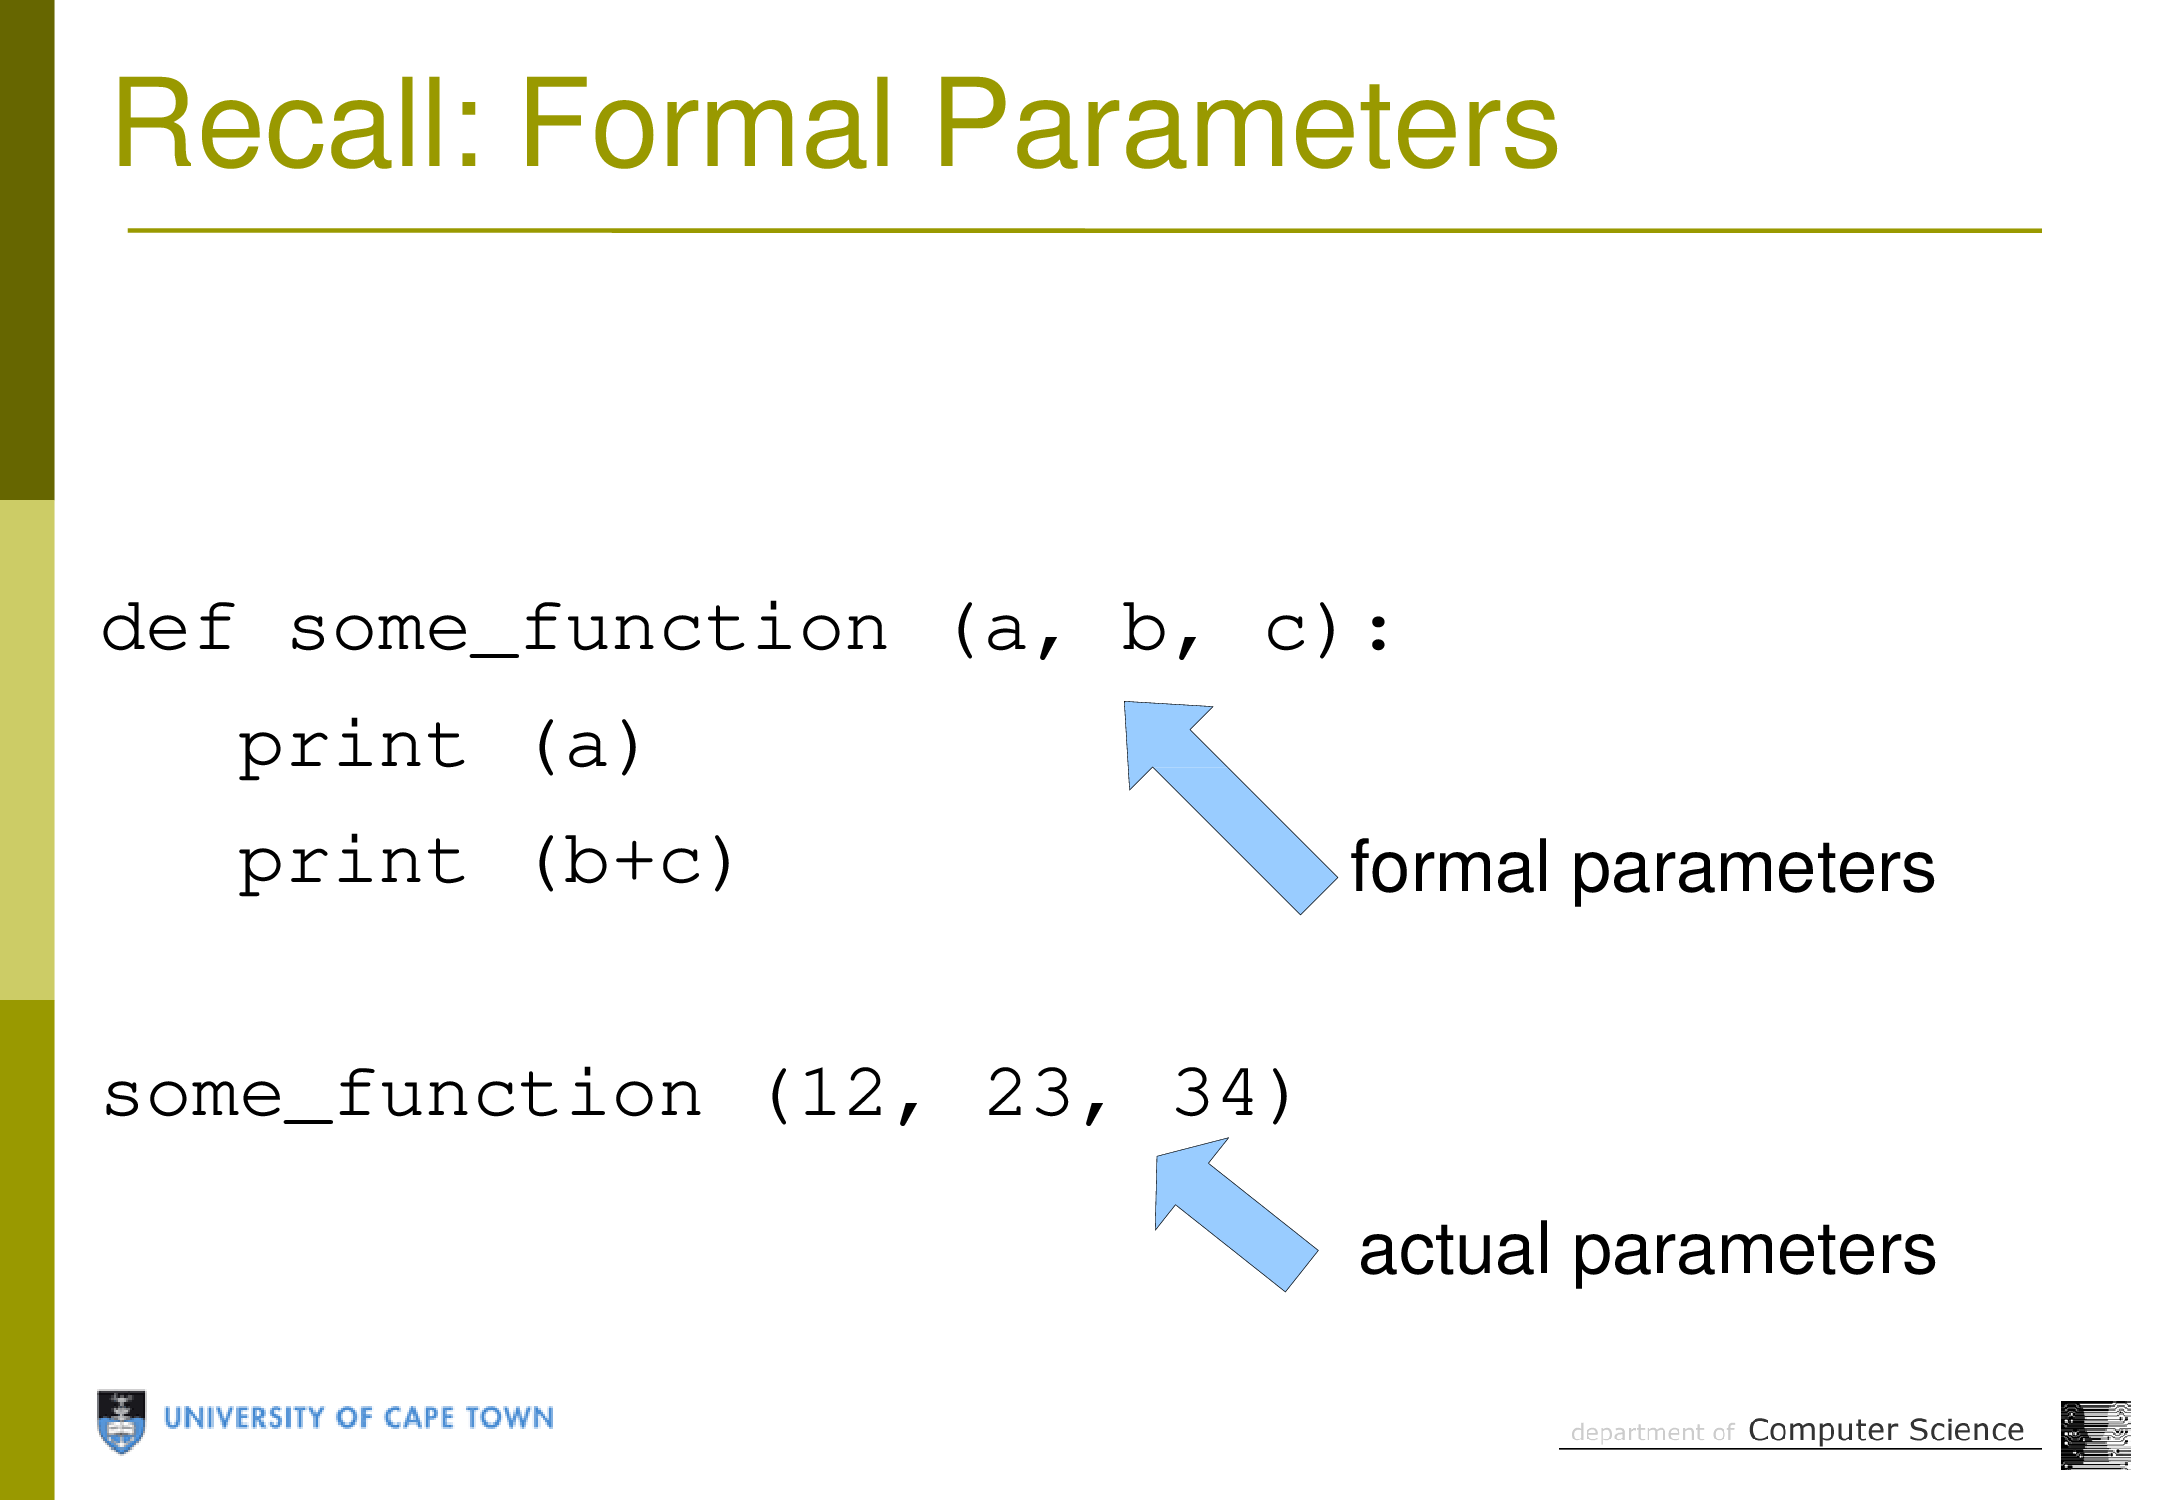 Recall: Formal Parameters
def some_function (a, b, c):
print (a)
print (b+c)
formal parameters
some_function (12, 23, 34)
actual parameters
UNIVERSITY OF CAPE TOWN
department of Computer Science